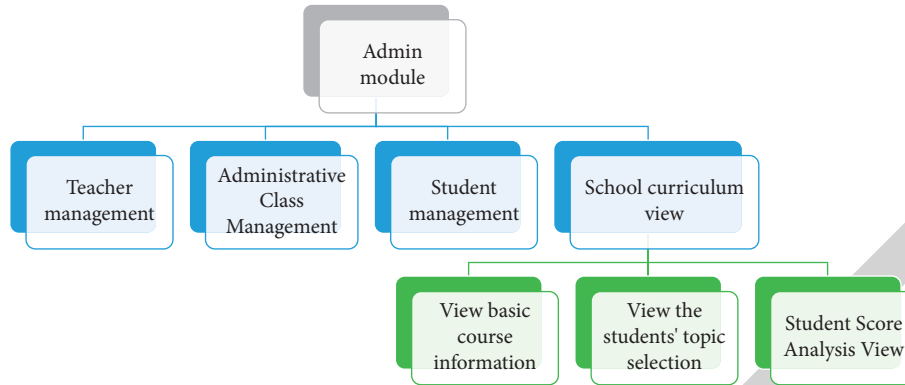 Admin
module
Teacher
management
Administrative
Class
Management
Student
management
School curriculum
view
View basic
course
information
View the
students' topic
selection
Student Score
Analysis View